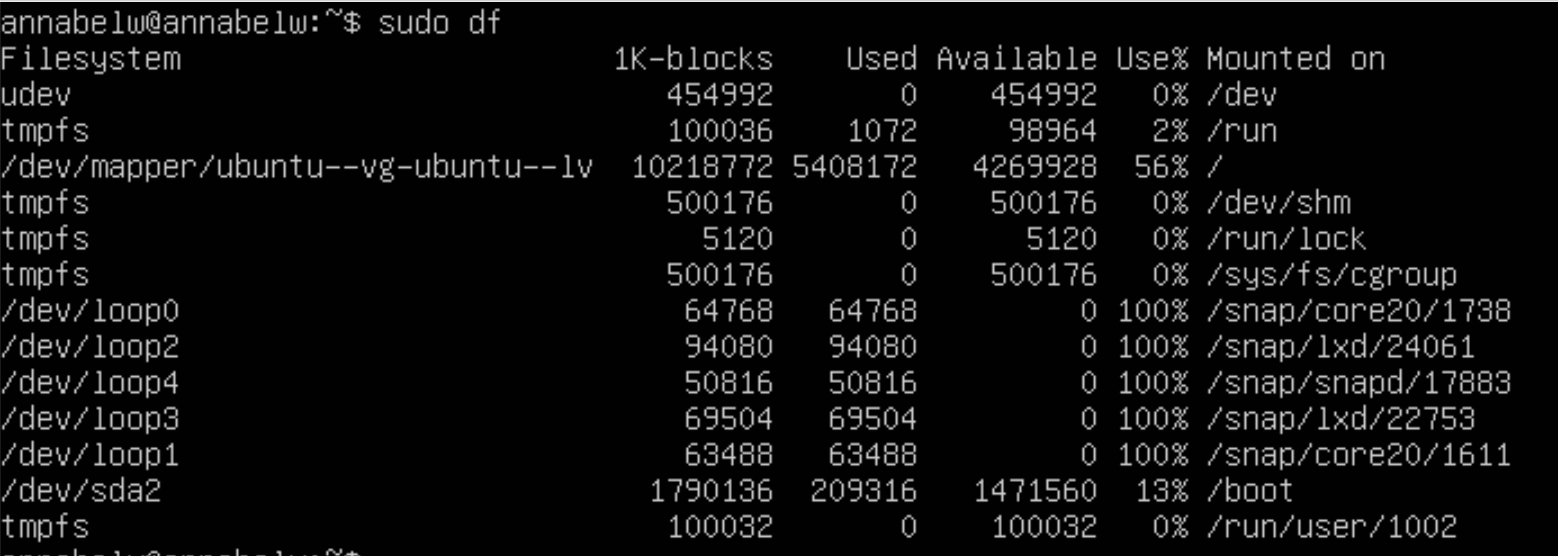 annabelw@annabelw:~$ sudo df
Filesystem                        1K-blocks    Used Available Use% Mounted on
udev                                 454992       0    454992   0% /dev
tmpfs                                100036    1072     98964   2% /run
/dev/mapper/ubuntu--vg-ubuntu--lv  10218772 5408172   4269928  56% /
tmpfs                                500176       0    500176   0% /dev/shm
tmpfs                                  5120       0      5120   0% /run/lock
tmpfs                                500176       0    500176   0% /sys/fs/cgroup
/dev/loop0                            64768   64768         0 100% /snap/core20/1738
/dev/loop2                            94080   94080         0 100% /snap/lxd/24061
/dev/loop4                            50816   50816         0 100% /snap/snapd/17883
/dev/loop3                            69504   69504         0 100% /snap/lxd/22753
/dev/loop1                            63488   63488         0 100% /snap/core20/1611
/dev/sda2                           1790136  209316   1471560  13% /boot
tmpfs                                100032       0    100032   0% /run/user/1002
annabelw@annabelw:~$